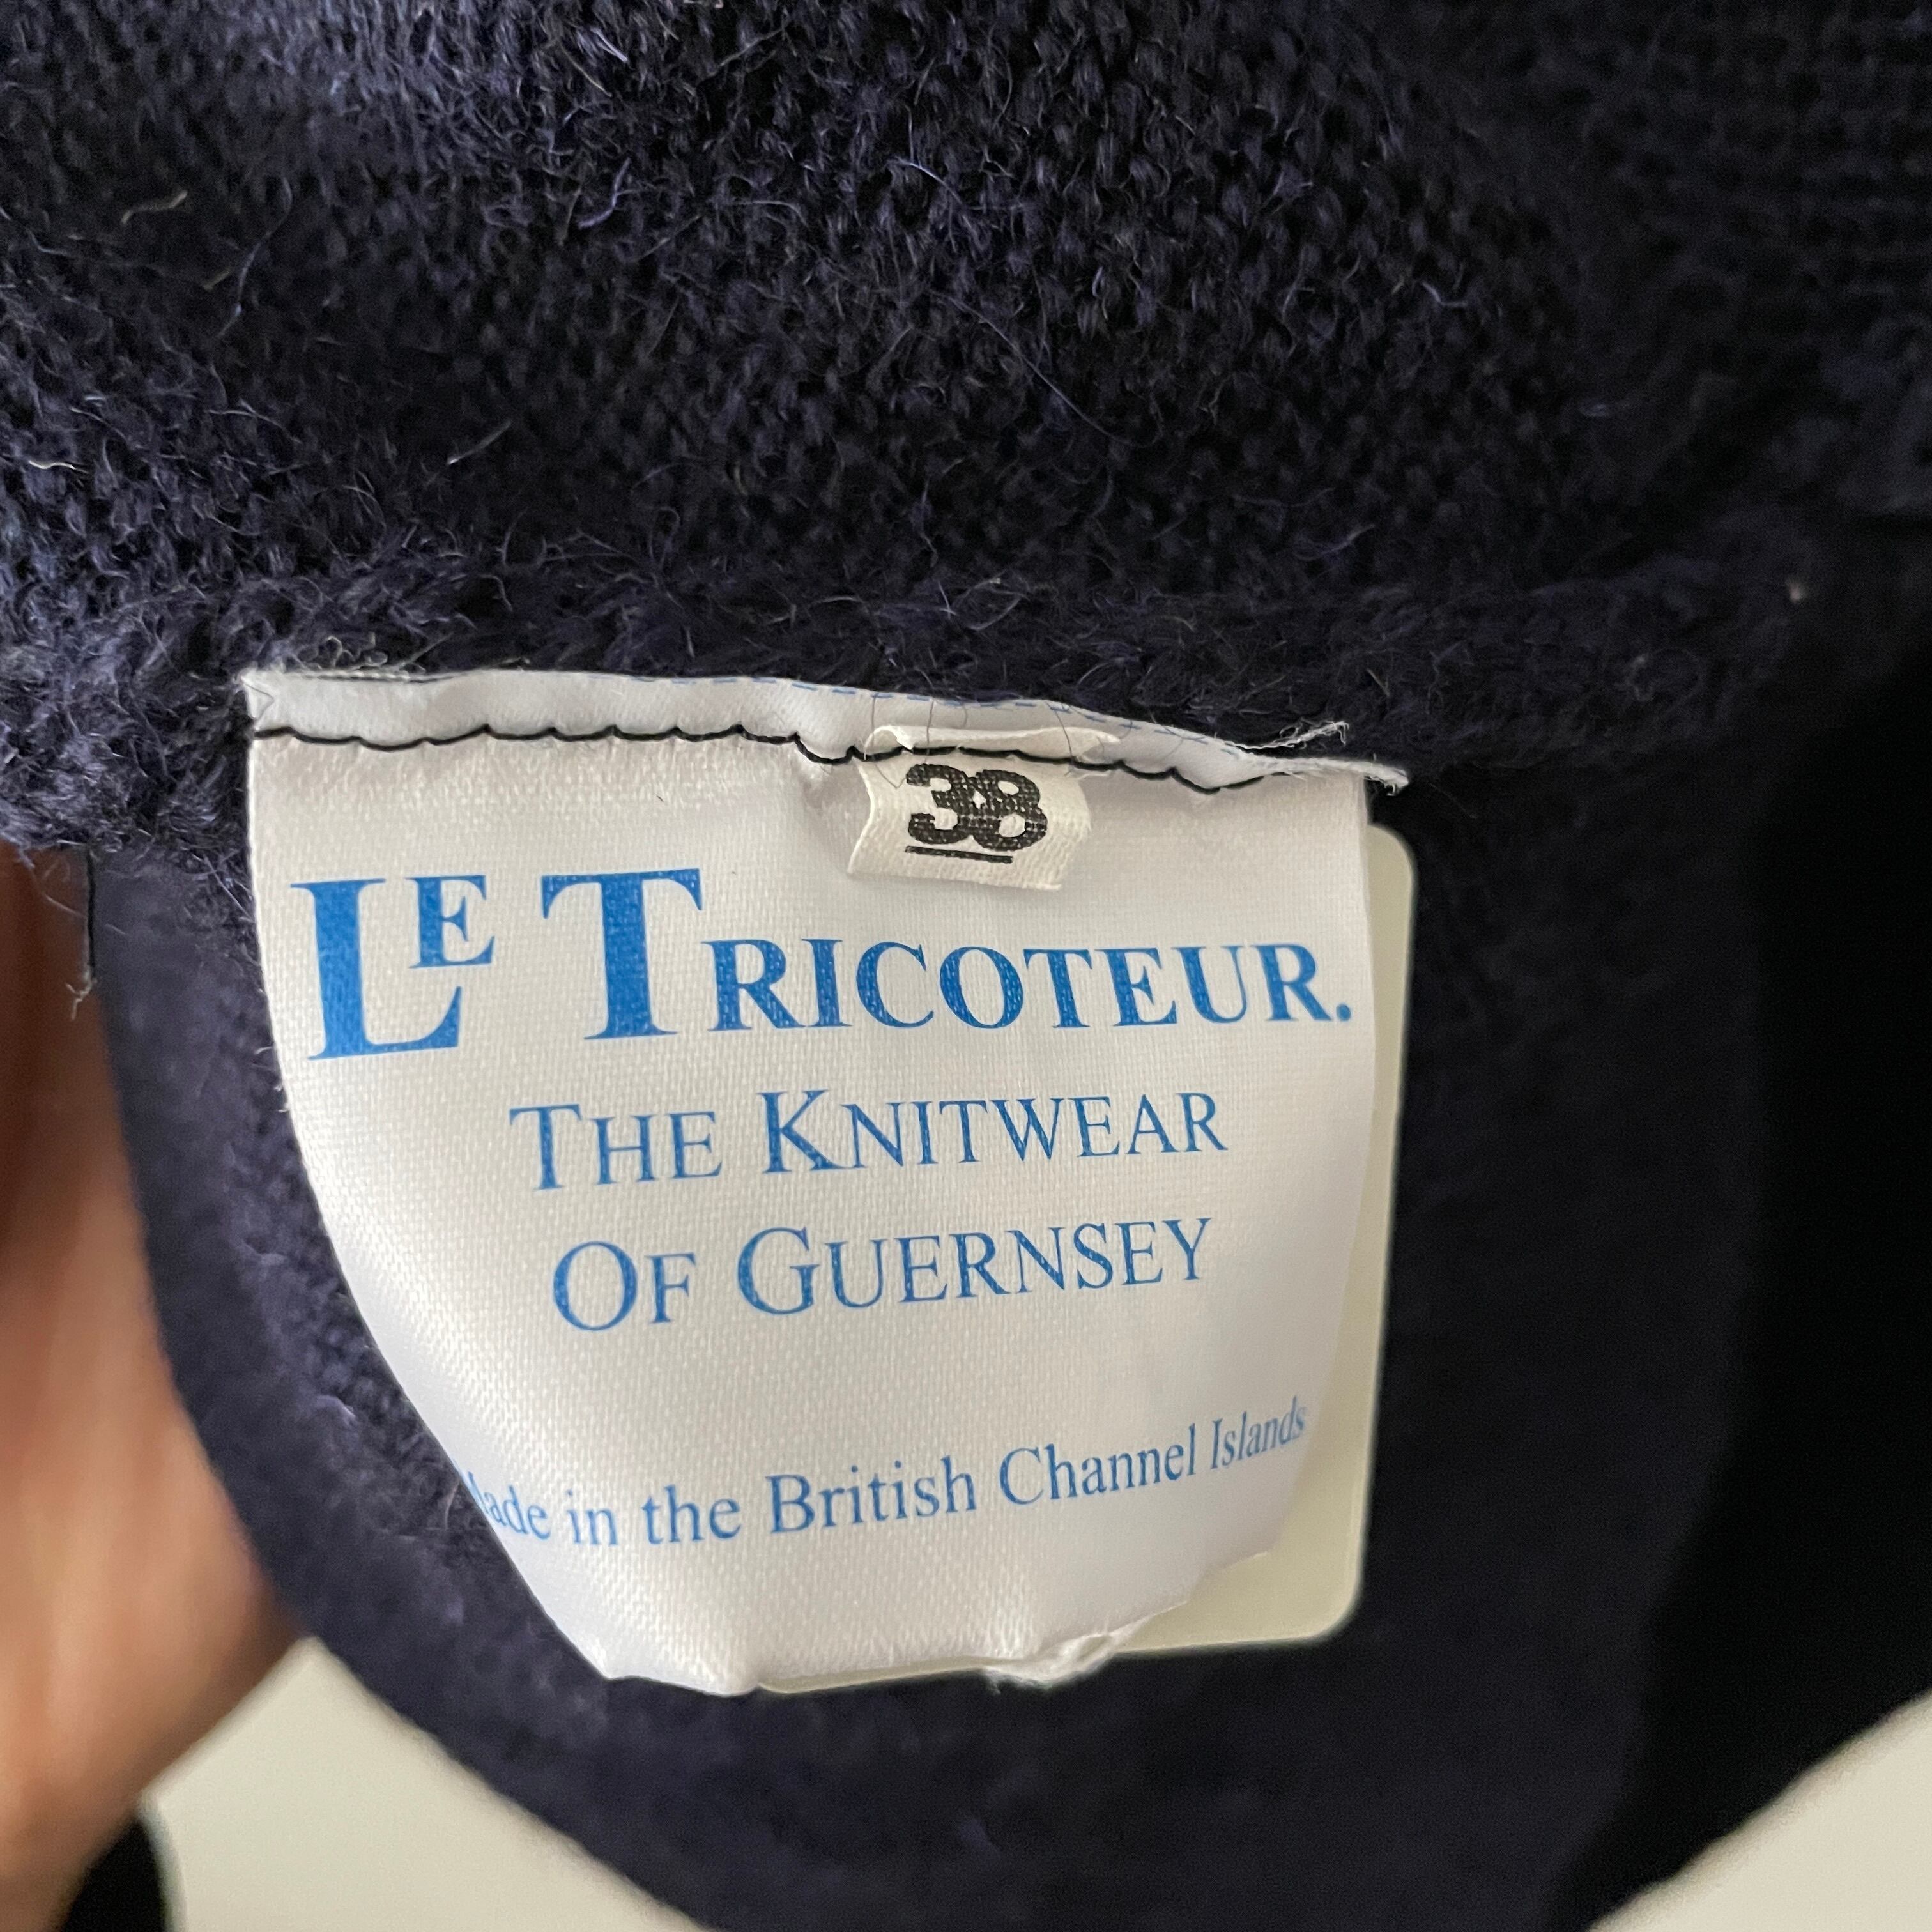 38
LE TRICOTEUR.
THE KNITWEAR
OF GUERNSEY
Made in the British Channel Islands